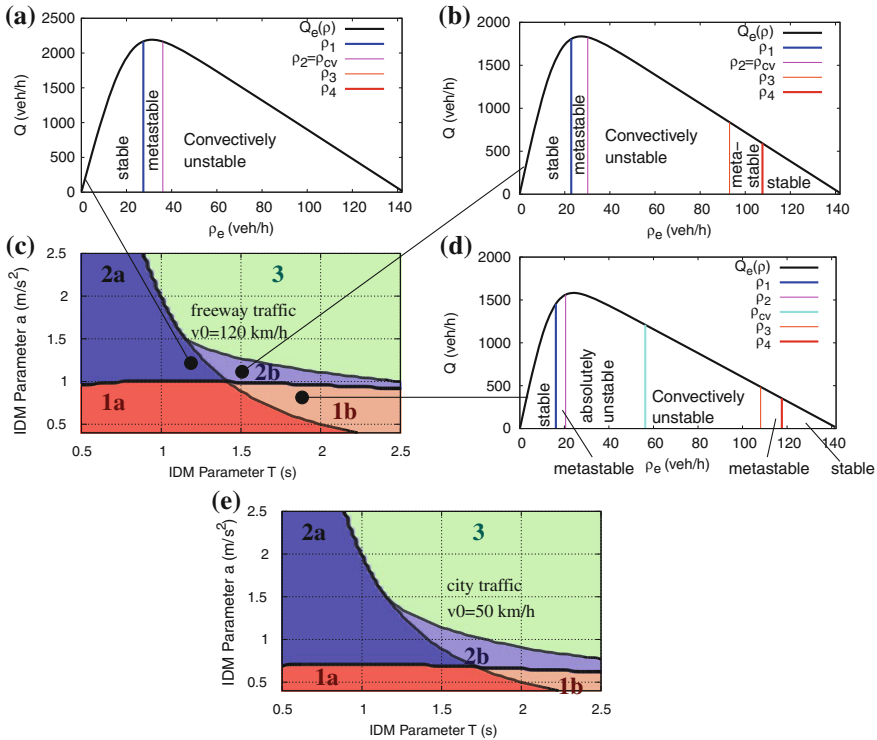 (a)
Q (veh/h)
2500
2000
1500
1000
500
0
0 20 40 60 80 100 120 140
ρe (veh/h)
Qe(ρ)
ρ1
ρ2=ρcv
ρ3
ρ4
stable
metastable
Convectively
unstable
(b)
Q (veh/h)
2000
1500
1000
500
0
0 20 40 60 80 100 120 140
ρe (veh/h)
Qe(ρ)
ρ1
ρ2=ρcv
ρ3
ρ4
stable
metastable
Convectively
unstable
meta-
stable
stable
(c)
IDM Parameter a (m/s²)
2.5
2
1.5
1
0.5
0.5 1 1.5 2 2.5
IDM Parameter T (s)
2a
3
freeway traffic
v0=120 km/h
2b
1a
1b
(d)
Q (veh/h)
2000
1500
1000
500
0
0 20 40 60 80 100 120 140
ρe (veh/h)
Qe(ρ)
ρ1
ρ2
ρcv
ρ3
ρ4
stable
absolutely
unstable
Convectively
unstable
metastable
metastable
stable
(e)
IDM Parameter a (m/s²)
2.5
2
1.5
1
0.5
0.5 1 1.5 2 2.5
IDM Parameter T (s)
2a
3
city traffic
v0=50 km/h
2b
1a
1b